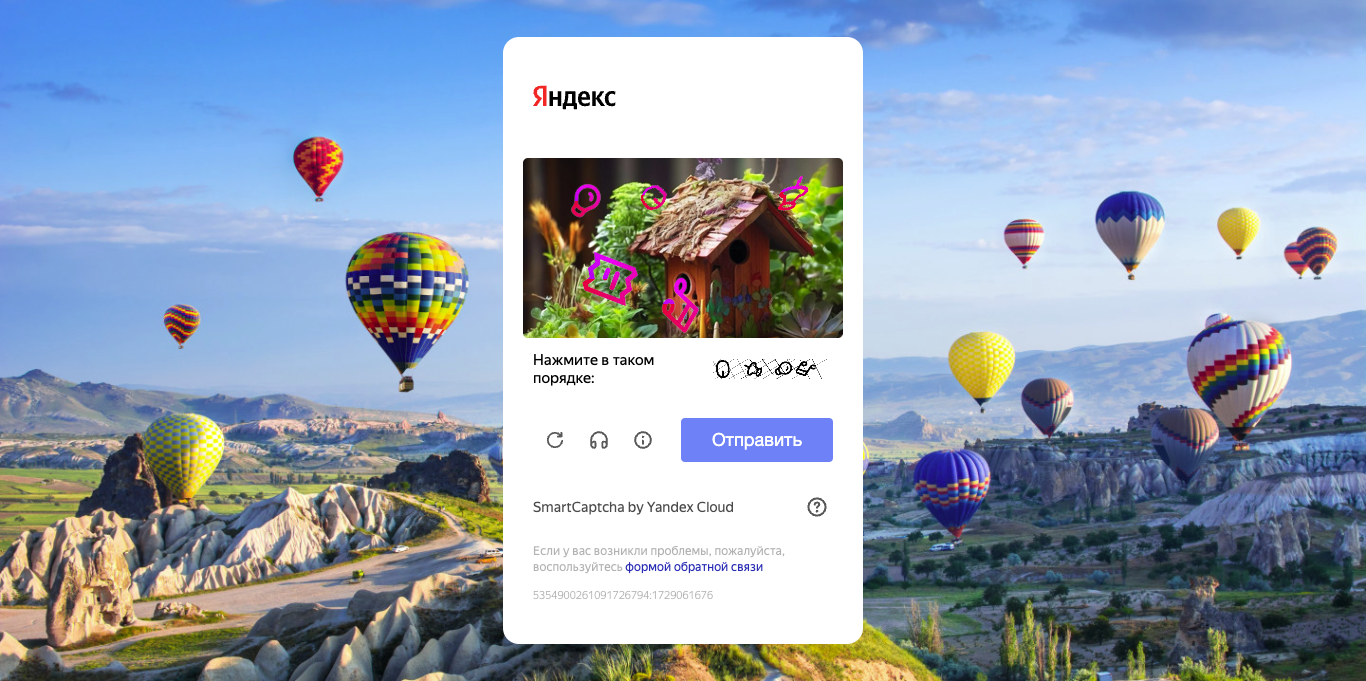 Яндекс
Нажмите в таком
порядке:
Отправить
SmartCaptcha by Yandex Cloud
Если у вас возникли проблемы, пожалуйста,
воспользуйтесь формой обратной связи
5354900261091726794:1729061676